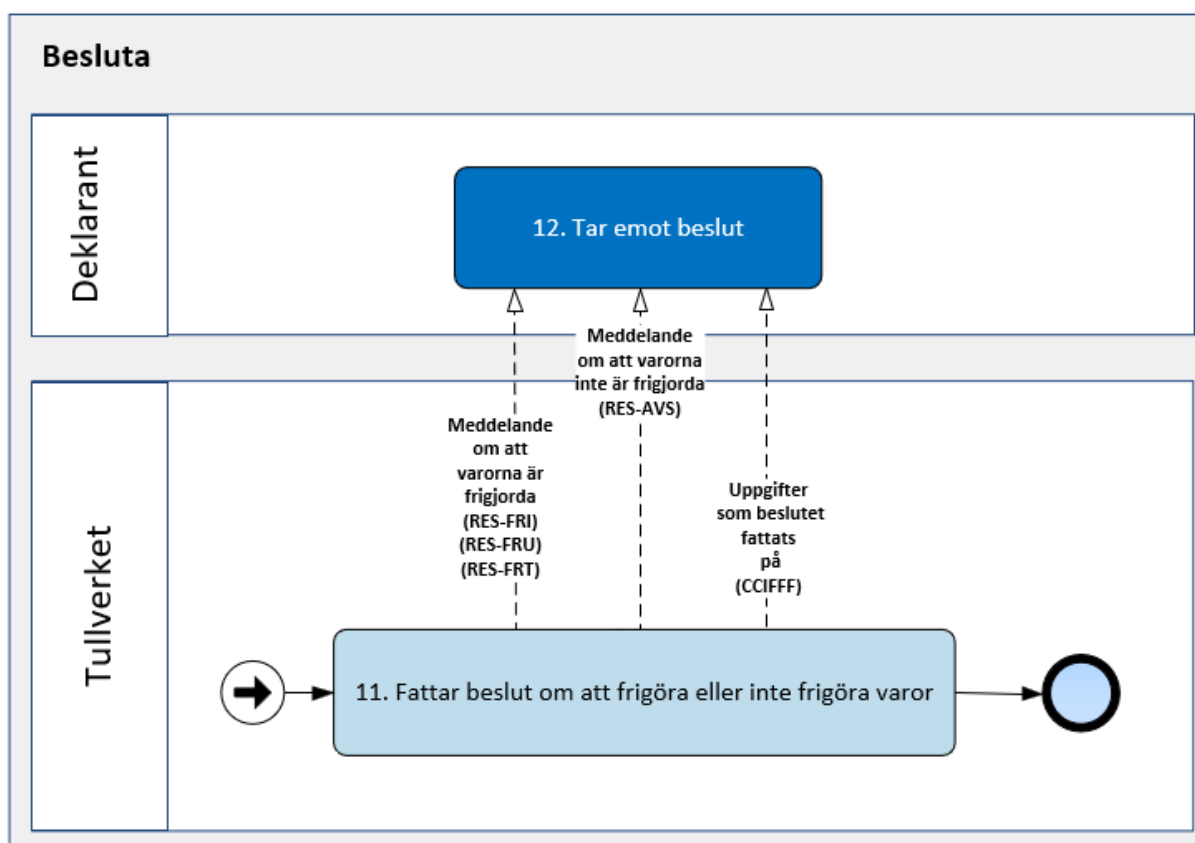 Besluta
Deklarant
12. Tar emot beslut
Meddelande
om att varorna
inte är frigjorda
(RES-AVS)
Meddelande
om att
varorna är
frigjorda
(RES-FRI)
(RES-FRU)
(RES-FRT)
Uppgifter
som beslutet
fattats
på
(CCIFFF)
Tullverket
11. Fattar beslut om att frigöra eller inte frigöra varor